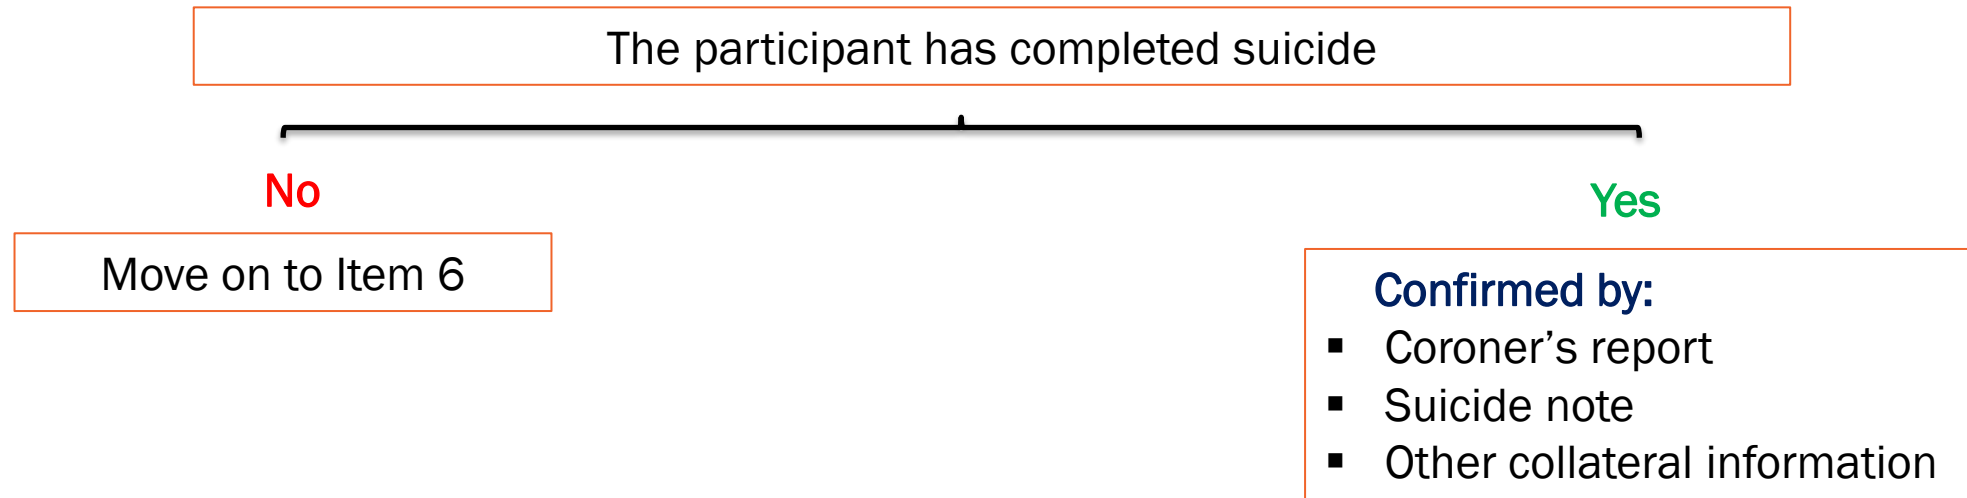 The participant has completed suicide
No
Yes
Move on to Item 6
Confirmed by:
▪ Coroner’s report
▪ Suicide note
▪ Other collateral information